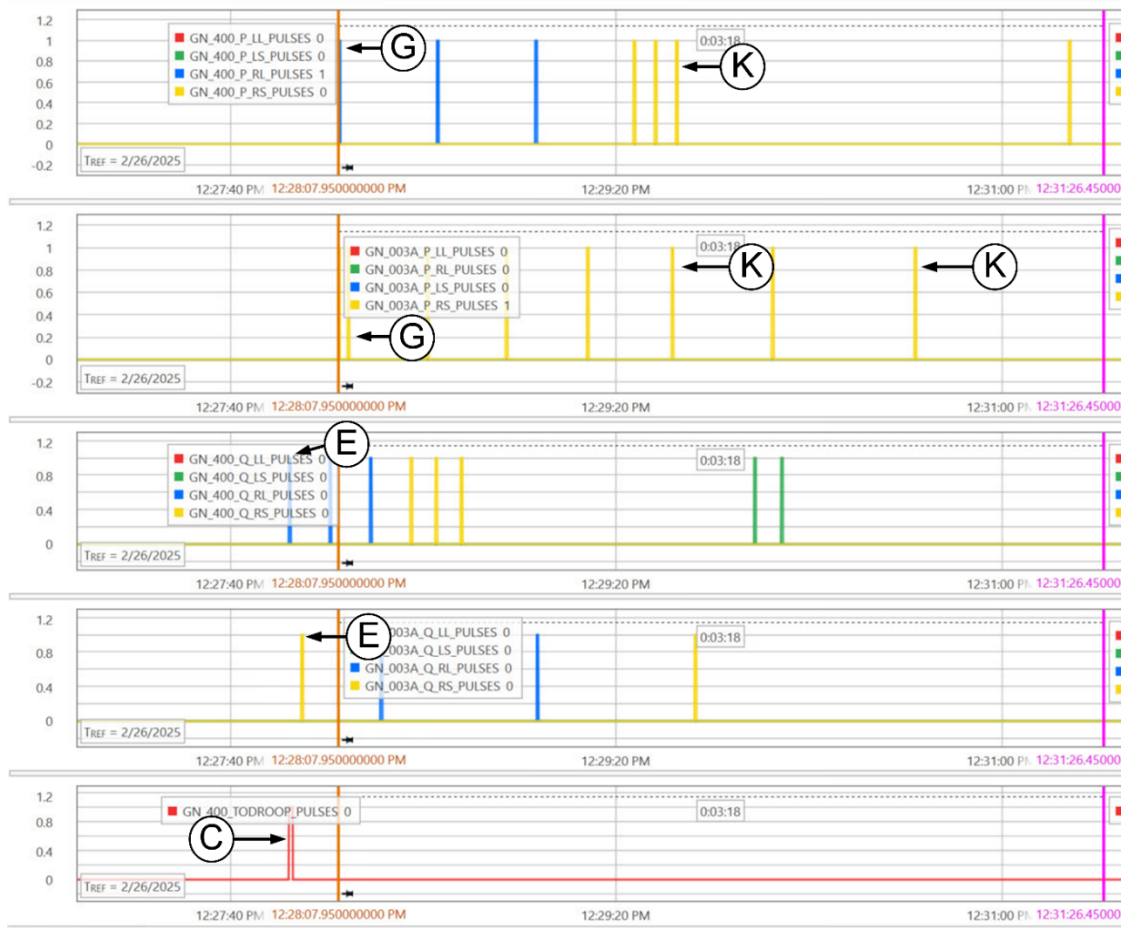 1.2
1
0.8
0.6
0.4
0.2
0
-0.2
GN_400_P_LL_PULSES 0
GN_400_P_LS_PULSES 0
GN_400_P_RL_PULSES 1
GN_400_P_RS_PULSES 0
G
0:03:18
K
TREF = 2/26/2025
12:27:40 PM 12:28:07.950000000 PM 12:29:20 PM 12:31:00 PM 12:31:26.45000
1.2
1
0.8
0.6
0.4
0.2
0
-0.2
GN_003A_P_LL_PULSES 0
GN_003A_P_RL_PULSES 0
GN_003A_P_LS_PULSES 0
GN_003A_P_RS_PULSES 1
0:03:18
K
K
G
TREF = 2/26/2025
12:27:40 PM 12:28:07.950000000 PM 12:29:20 PM 12:31:00 PM 12:31:26.45000
1.2
0.8
0.4
0
E
GN_400_Q_LL_PULSES 0
GN_400_Q_LS_PULSES 0
GN_400_Q_RL_PULSES 0
GN_400_Q_RS_PULSES 0
0:03:18
TREF = 2/26/2025
12:27:40 PM 12:28:07.950000000 PM 12:29:20 PM 12:31:00 PM 12:31:26.45000
1.2
0.8
0.4
0
E
003A_Q_LL_PULSES 0
003A_Q_LS_PULSES 0
GN_003A_Q_RL_PULSES 0
GN_003A_Q_RS_PULSES 0
0:03:18
TREF = 2/26/2025
12:27:40 PM 12:28:07.950000000 PM 12:29:20 PM 12:31:00 PM 12:31:26.45000
1.2
0.8
0.4
0
GN_400_TODROOP_PULSES 0
0:03:18
C
TREF = 2/26/2025
12:27:40 PM 12:28:07.950000000 PM 12:29:20 PM 12:31:00 PM 12:31:26.45000